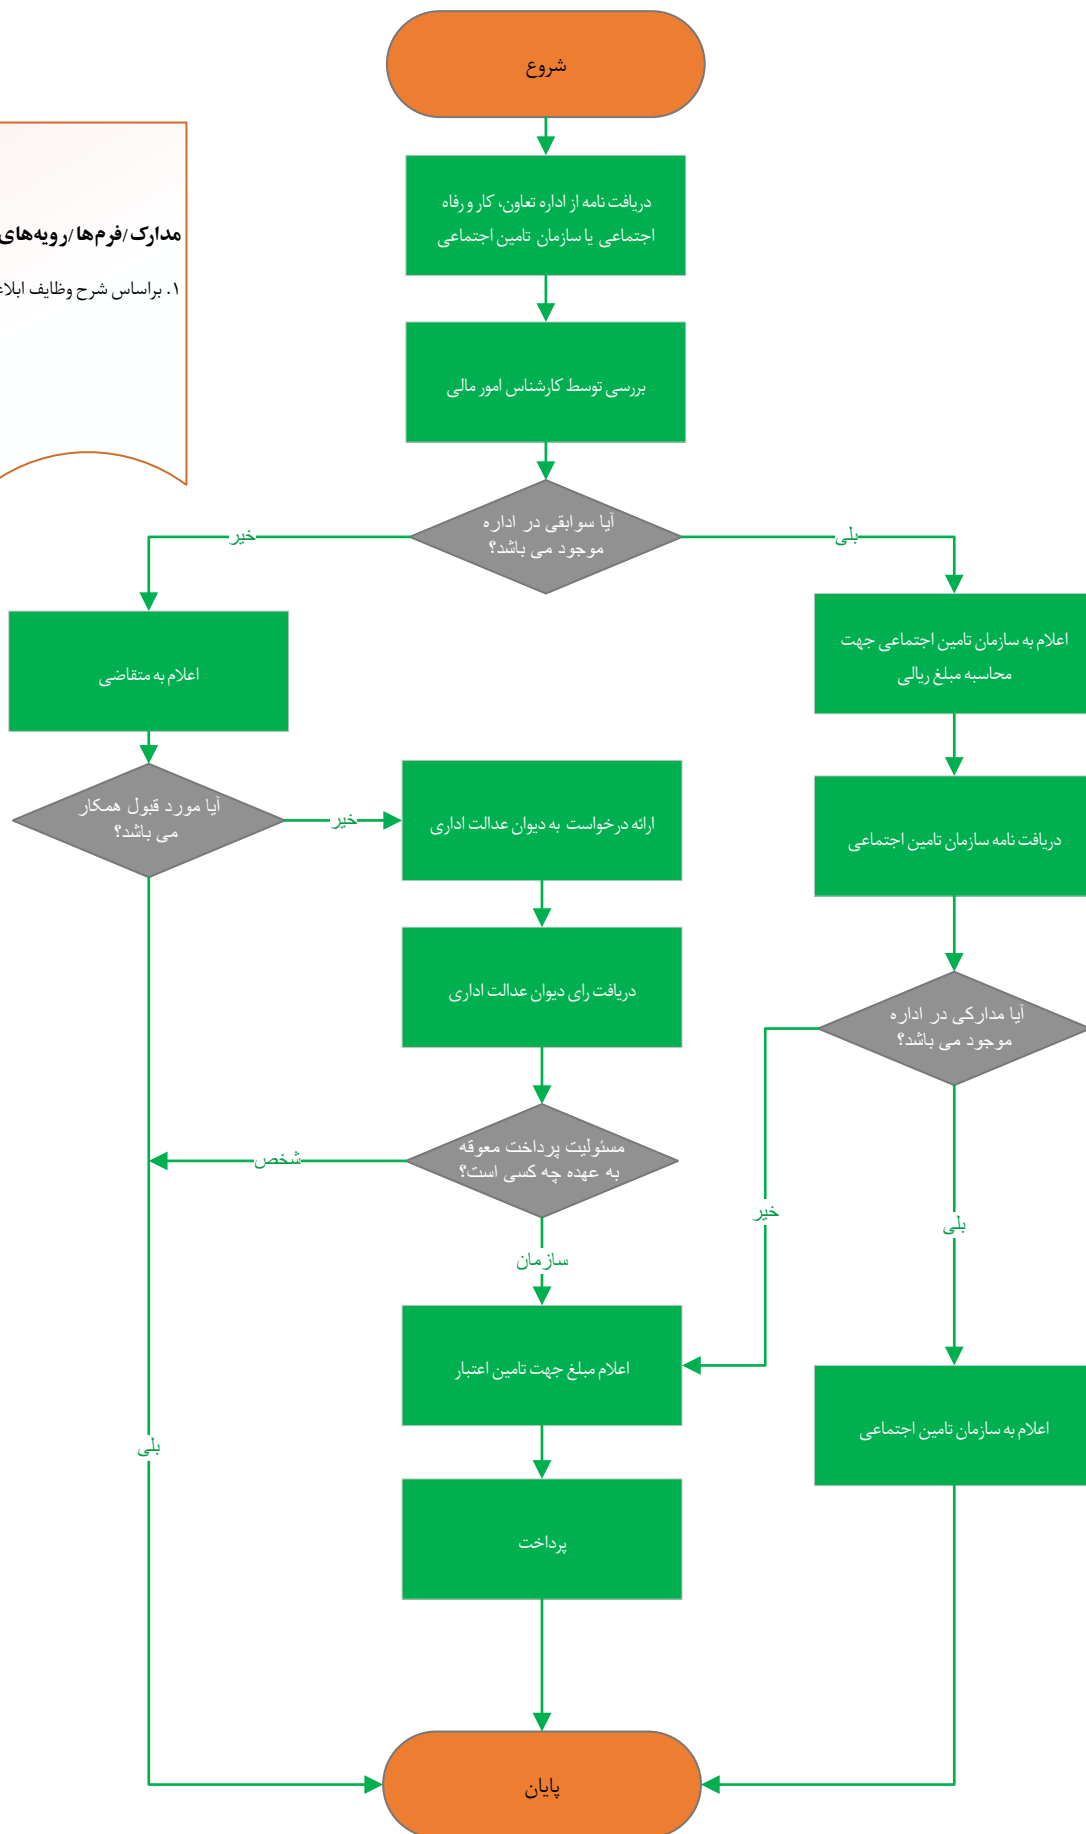 شروع
دریافت نامه از اداره تعاون، کار و رفاه
اجتماعی یا سازمان تامین اجتماعی
مدارک/فرم‌ها/رویه‌های
۱. براساس شرح وظایف
بررسی توسط کارشناس امور مالی
آیا سوابقی در اداره
موجود می باشد؟
خیر
بلی
اعلام به متقاضی
اعلام به سازمان تامین اجتماعی جهت
محاسبه مبلغ ریالی
آیا مورد قبول همکار
می باشد؟
خیر
ارائه درخواست به دیوان عدالت اداری
دریافت نامه سازمان تامین اجتماعی
دریافت رای دیوان عدالت اداری
آیا مدارکی در اداره
موجود می باشد؟
مسئولیت پرداخت معوقه
به عهده چه کسی است؟
شخص
خیر
بلی
سازمان
اعلام مبلغ جهت تامین اعتبار
اعلام به سازمان تامین اجتماعی
بلی
پرداخت
پایان